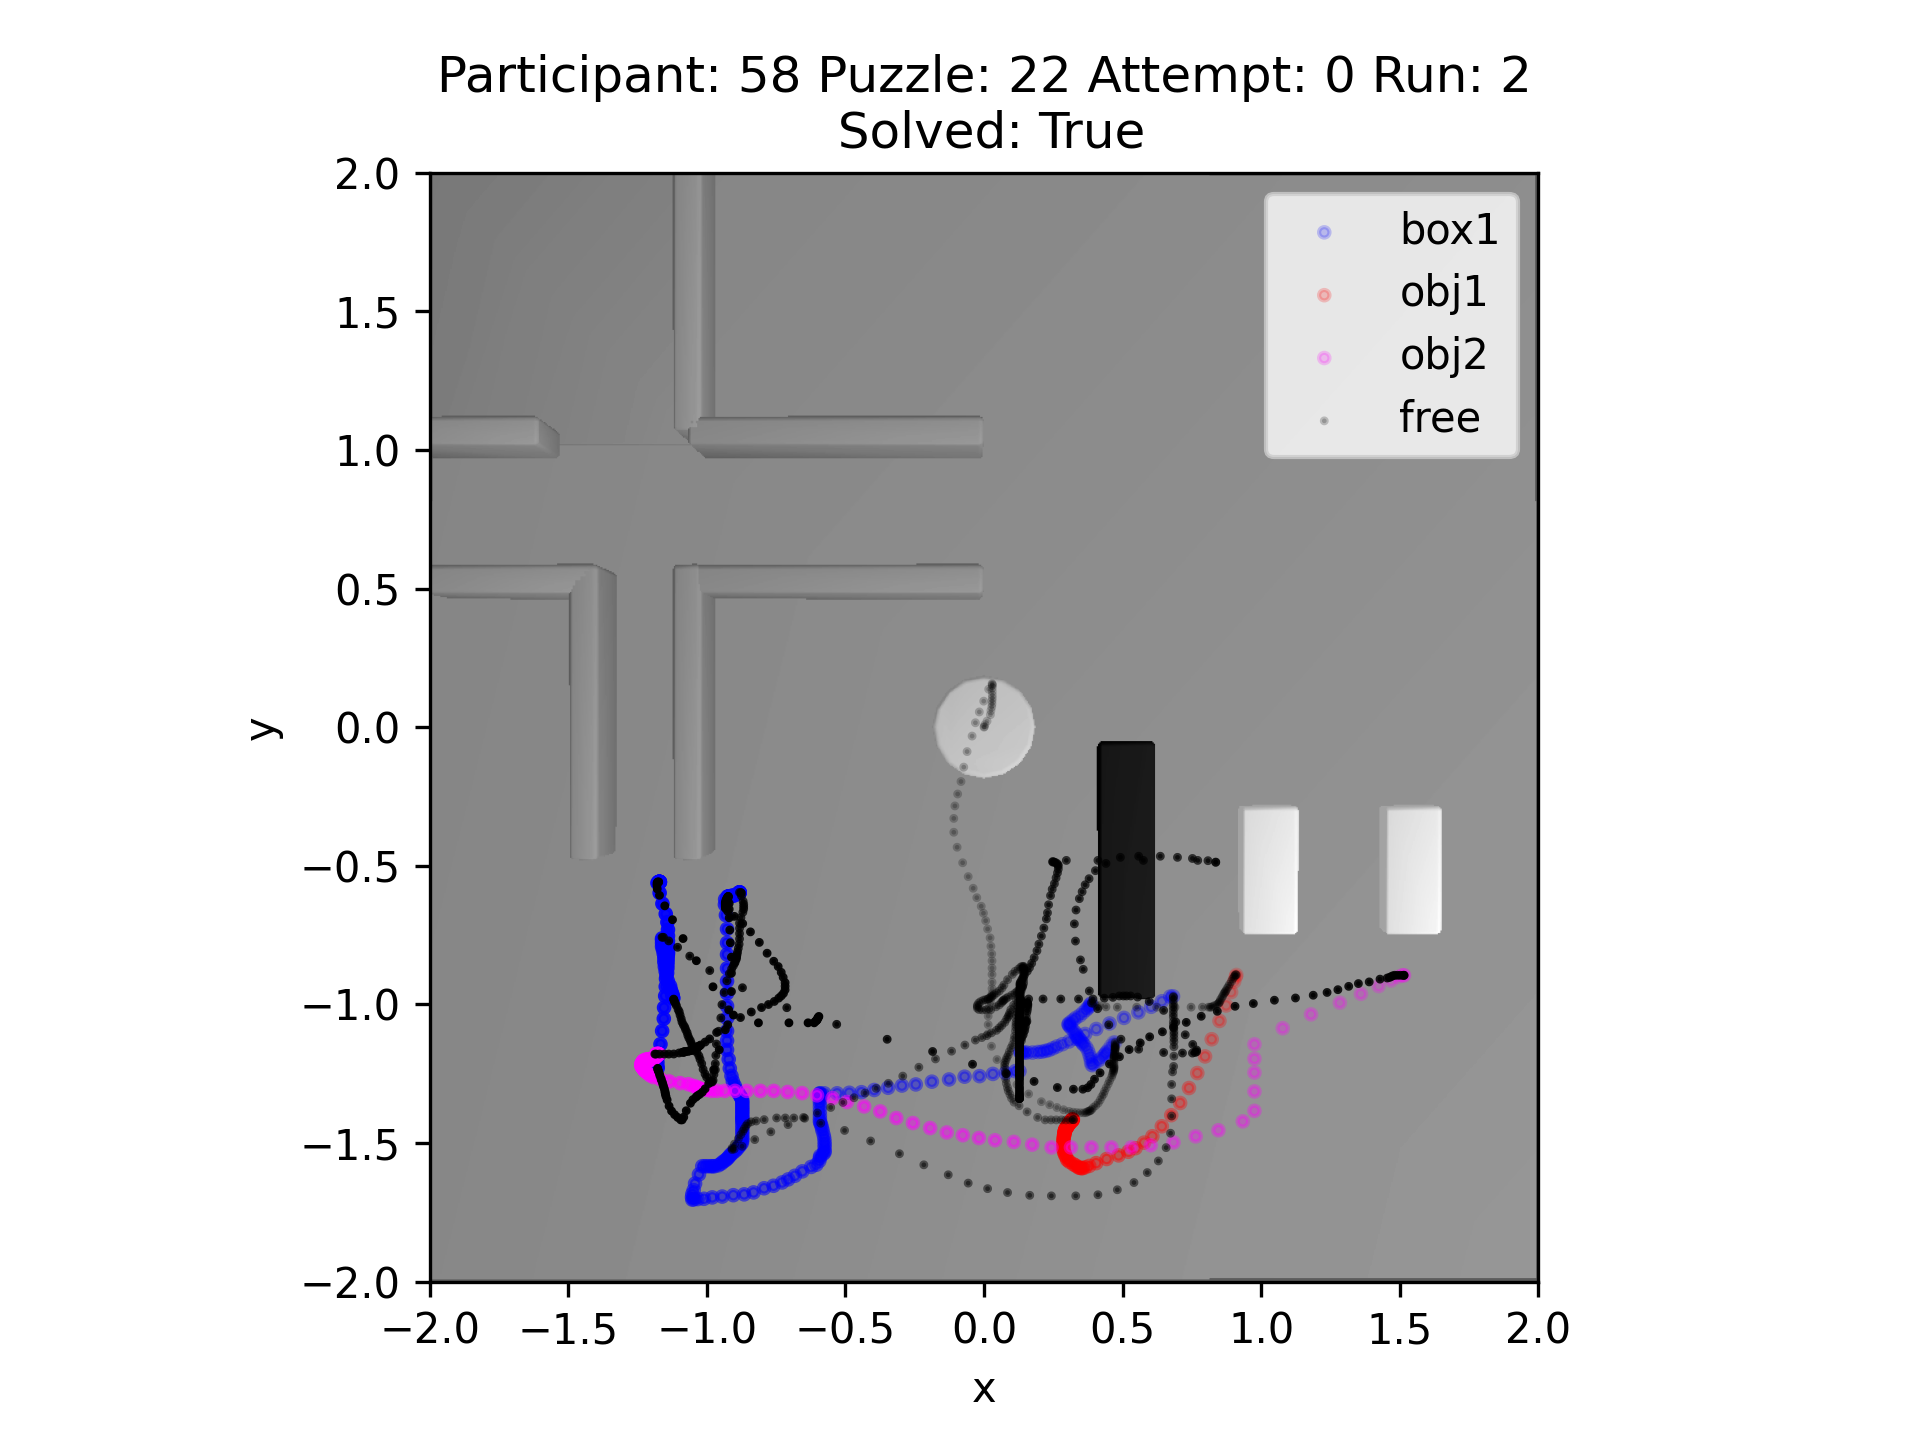 Participant: 58 Puzzle: 22 Attempt: 0 Run: 2
Solved: True
2.0
1.5
1.0
0.5
0.0
−0.5
−1.0
−1.5
−2.0
y
box1
obj1
obj2
free
−2.0 −1.5 −1.0 −0.5 0.0 0.5 1.0 1.5 2.0
x